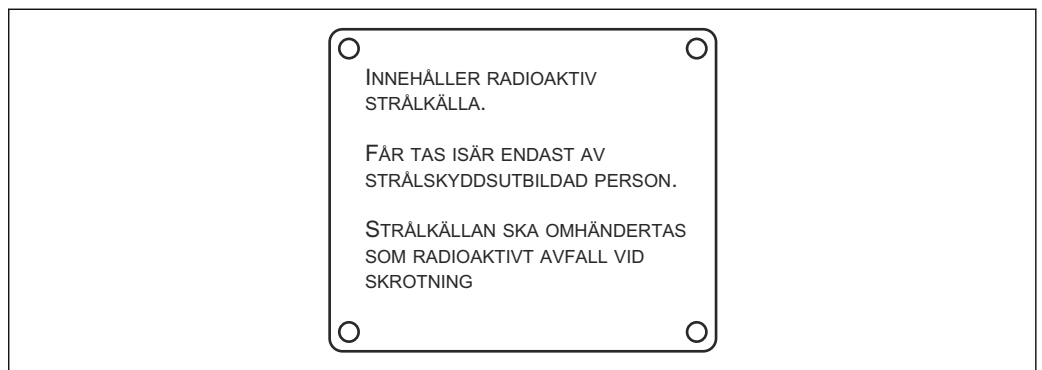 INNEHÅLLER RADIOAKTIV
STRÅLKÄLLA.
FÅR TAS ISÄR ENDAST AV
STRÅLSKYDDSUTBILDAD PERSON.
STRÅLKÄLLAN SKA OMHÄNDERTAS
SOM RADIOAKTIVT AVFALL VID
SKROTNING